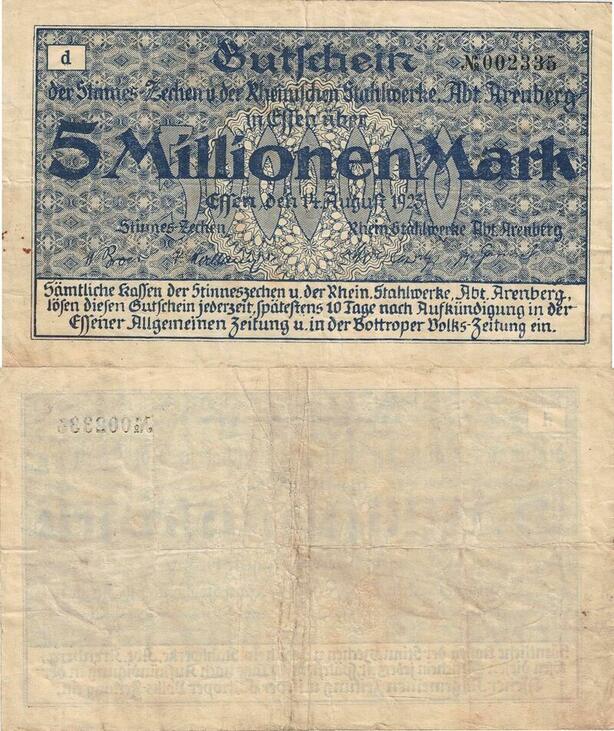 d
Gutschein
№ 002335
der Stinnes-Zechen u. der Rheinischen Stahlwerke, Abt. Arenberg
in Essen über
5 Millionen Mark
Essen, den 14. August 1923
Stinnes-Zechen Rhein. Stahlwerke Abt. Arenberg
Sämtliche Kassen der Stinneszechen u. der Rhein. Stahlwerke, Abt. Arenberg,
lösen diesen Gutschein jederzeit, spätestens 10 Tage nach Aufkündigung in der
Essener Allgemeinen Zeitung u. in der Bottroper Volks-Zeitung ein.
№ 002335